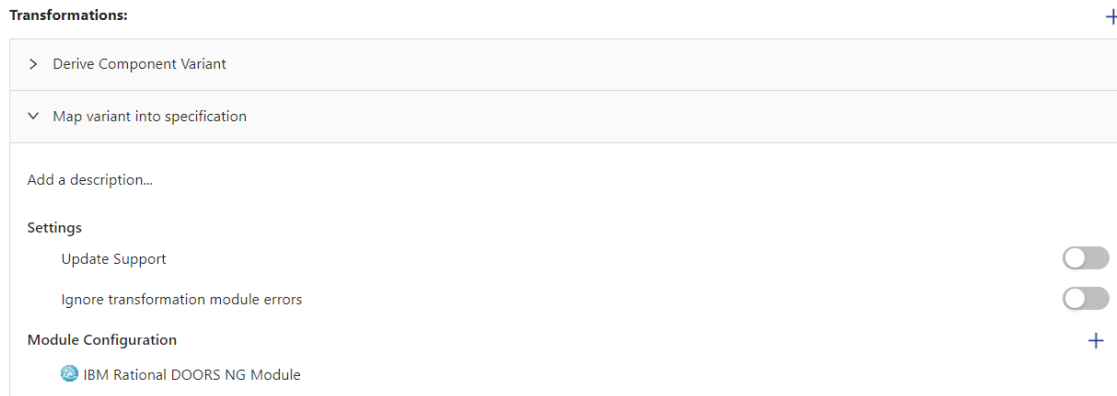 Transformations:
Derive Component Variant
Map variant into specification
Add a description...
Settings
Update Support
Ignore transformation module errors
Module Configuration
IBM Rational DOORS NG Module